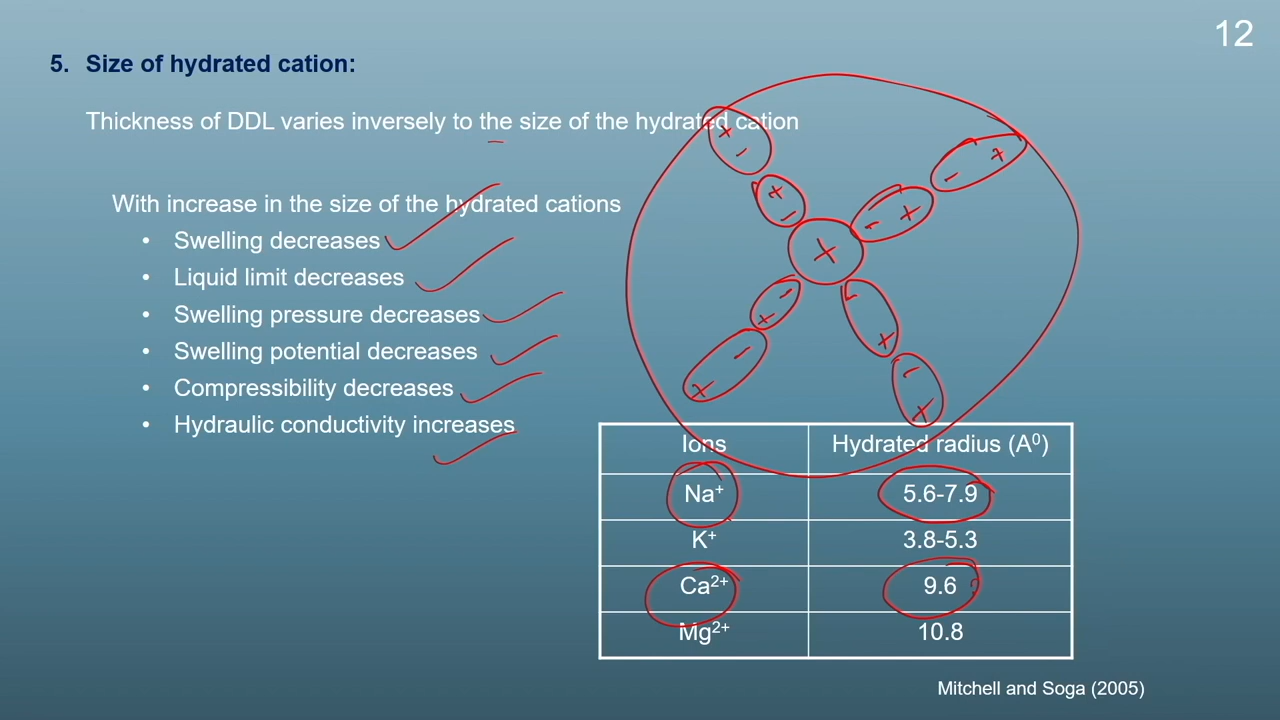 12
5. Size of hydrated cation:
Thickness of DDL varies inversely to the size of the hydrated cation
With increase in the size of the hydrated cations
• Swelling decreases
• Liquid limit decreases
• Swelling pressure decreases
• Swelling potential decreases
• Compressibility decreases
• Hydraulic conductivity increases
+ - + - + - + - +
- + - + - + - +
Ions Hydrated radius (A⁰)
Na⁺ 5.6-7.9
K⁺ 3.8-5.3
Ca²⁺ 9.6
Mg²⁺ 10.8
Mitchell and Soga (2005)